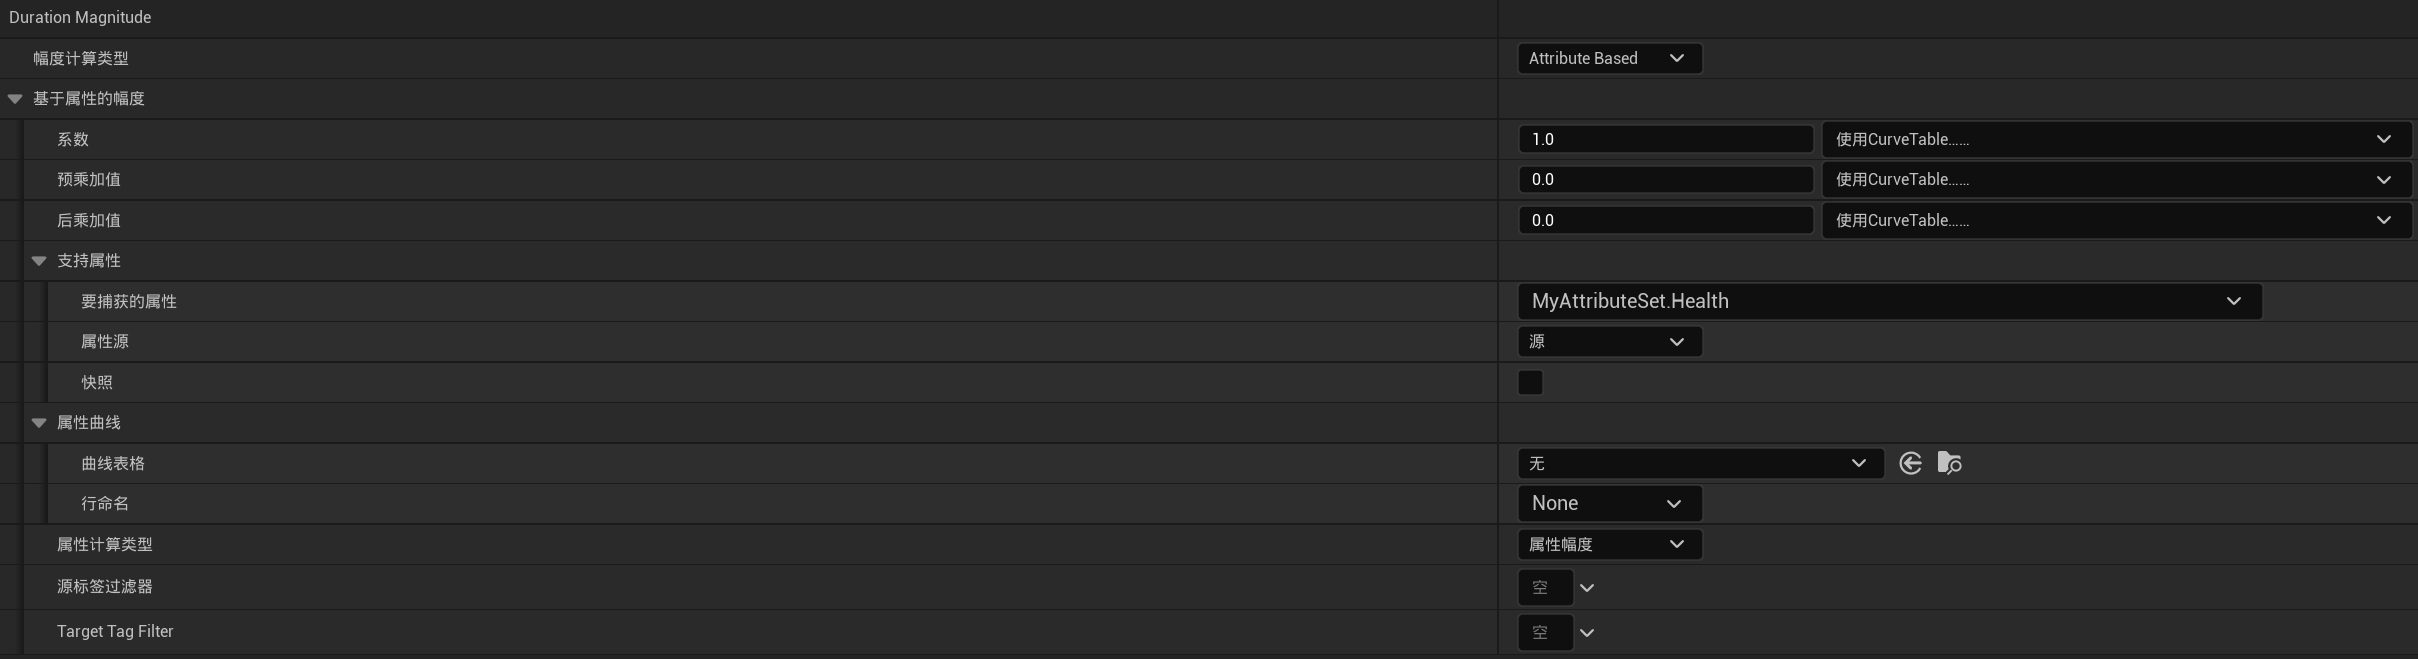 Duration Magnitude
幅度计算类型 Attribute Based
基于属性的幅度
系数 1.0 使用CurveTable……
预乘加值 0.0 使用CurveTable……
后乘加值 0.0 使用CurveTable……
支持属性
要捕获的属性 MyAttributeSet.Health
属性源 源
快照
属性曲线
曲线表格 无
行命名 None
属性计算类型 属性幅度
源标签过滤器 空
Target Tag Filter 空